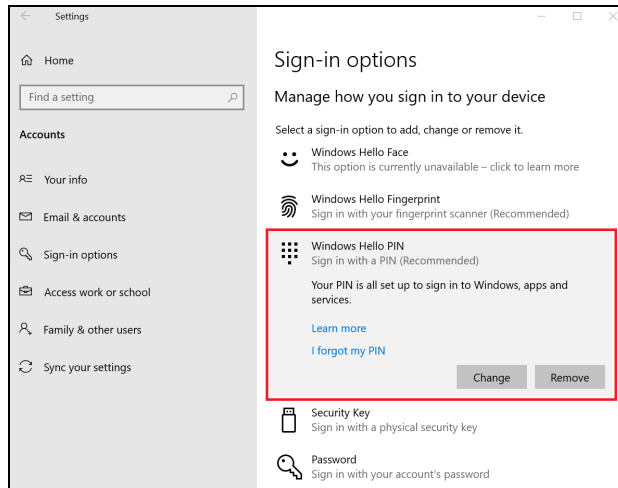 Settings
Home
Find a setting
Accounts
Your info
Email & accounts
Sign-in options
Access work or school
Family & other users
Sync your settings
Sign-in options
Manage how you sign in to your device
Select a sign-in option to add, change or remove it.
Windows Hello Face
This option is currently unavailable – click to learn more
Windows Hello Fingerprint
Sign in with your fingerprint scanner (Recommended)
Windows Hello PIN
Sign in with a PIN (Recommended)
Your PIN is all set up to sign in to Windows, apps and
services.
Learn more
I forgot my PIN
Change Remove
Security Key
Sign in with a physical security key
Password
Sign in with your account's password